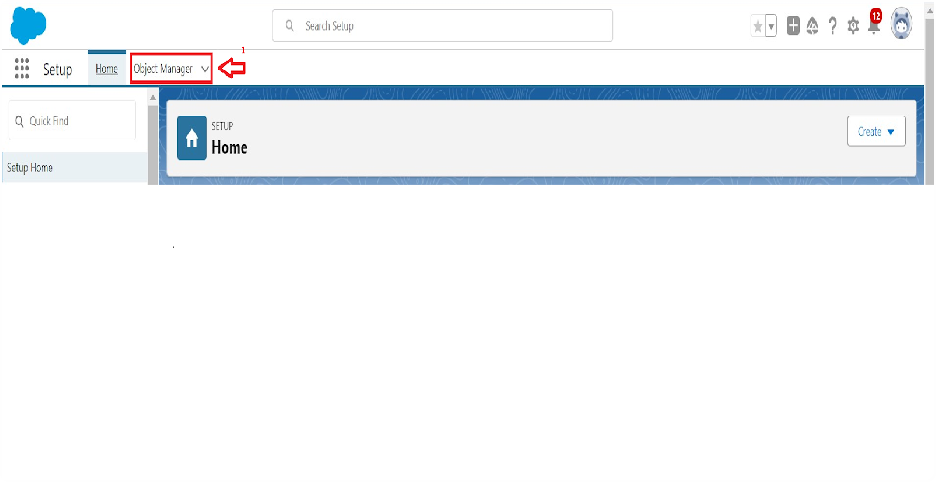 Search Setup
12
1
Setup Home Object Manager
Quick Find
SETUP
Home
Create
Setup Home